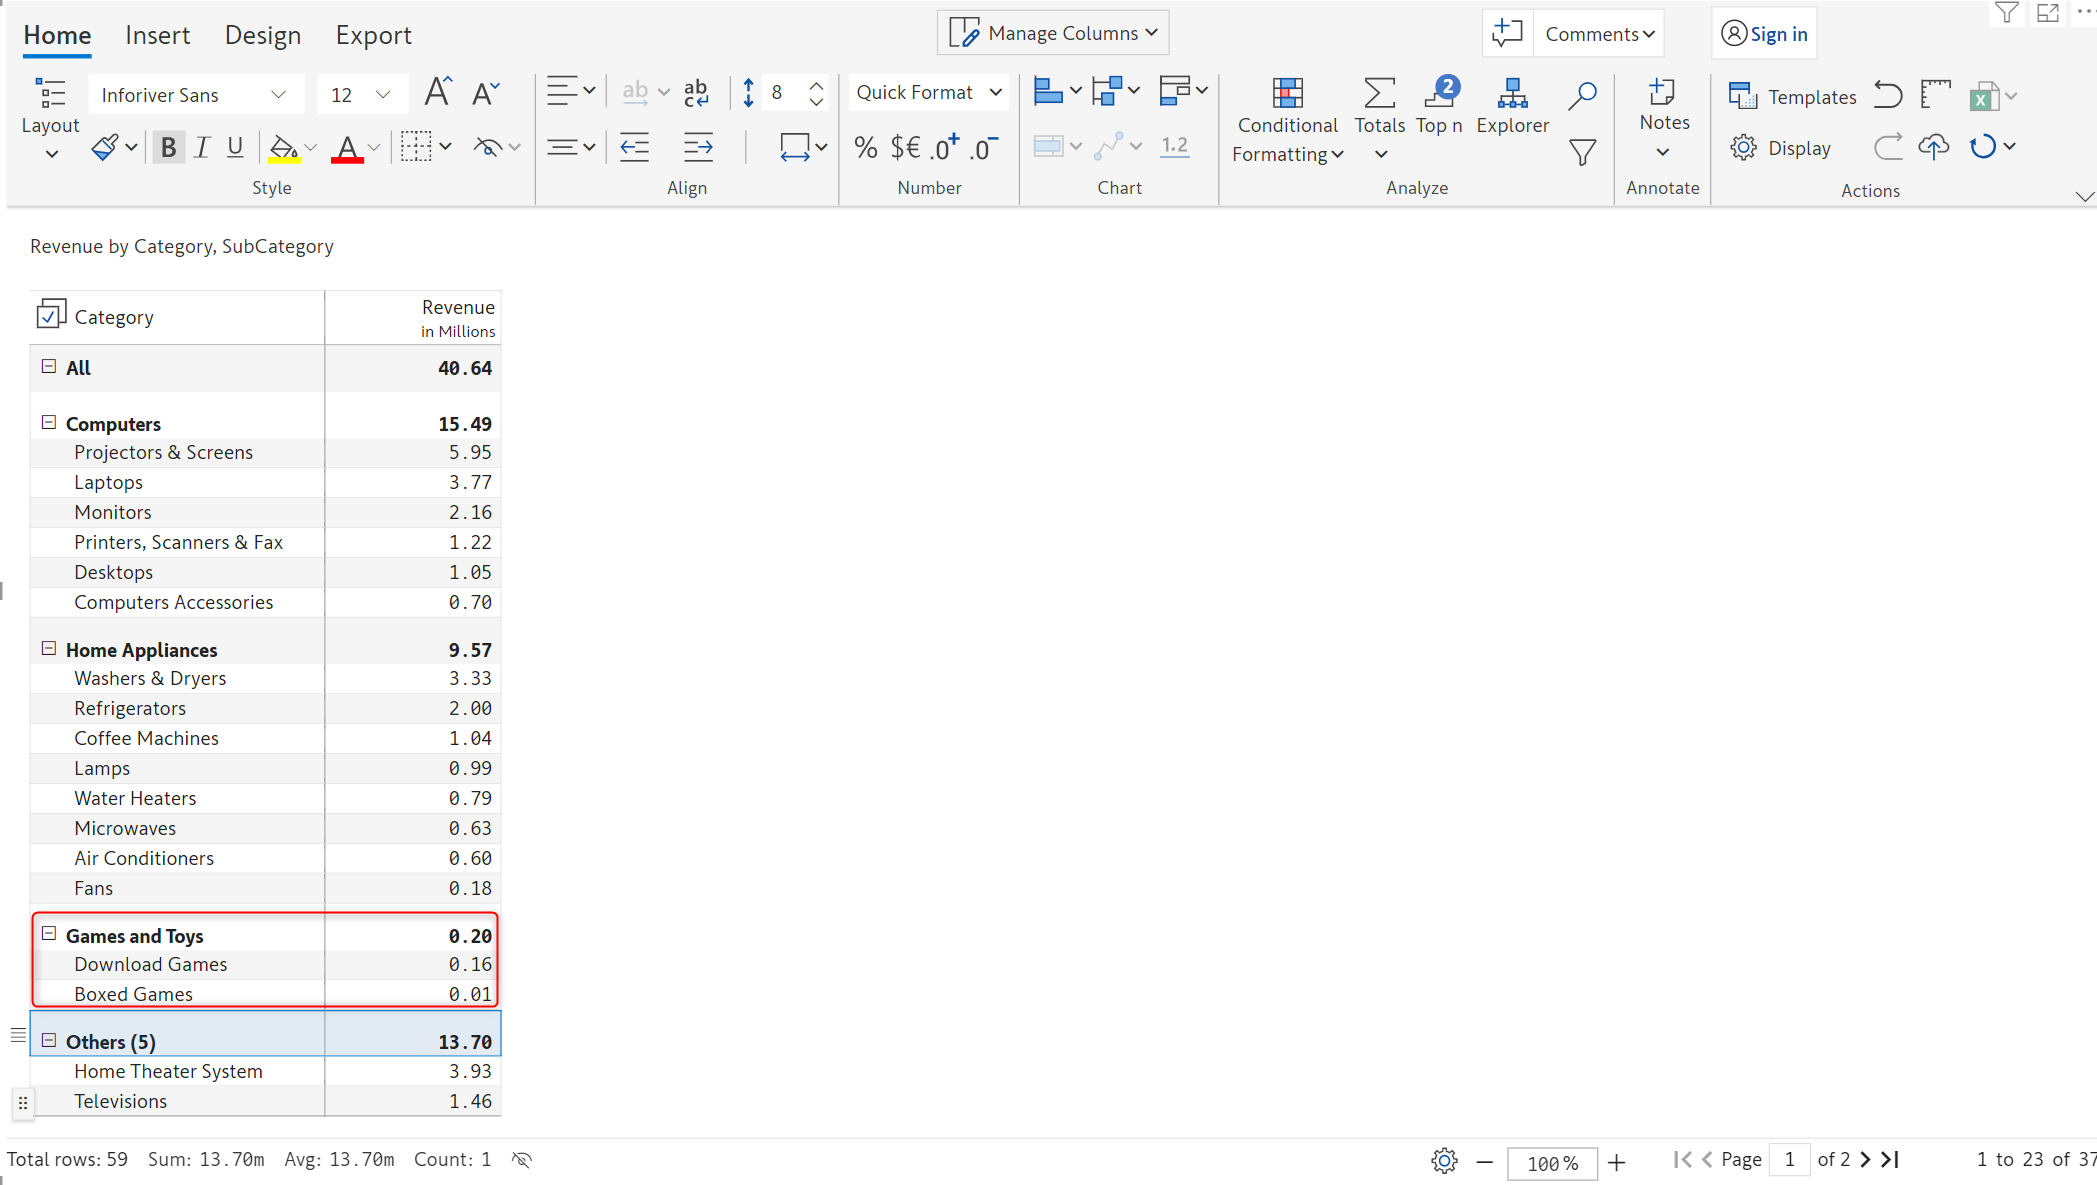 Home Insert Design Export Manage Columns Comments Sign in
Layout Inforiver Sans 12 A A ab ab c 8 Quick Format Conditional Formatting Totals 2 Top n Explorer Notes Templates
B I U A % $€ .0+ .0- 1.2 Display
Style Align Number Chart Analyze Annotate Actions
Revenue by Category, SubCategory
Category Revenue
in Millions
All 40.64
Computers 15.49
Projectors & Screens 5.95
Laptops 3.77
Monitors 2.16
Printers, Scanners & Fax 1.22
Desktops 1.05
Computers Accessories 0.70
Home Appliances 9.57
Washers & Dryers 3.33
Refrigerators 2.00
Coffee Machines 1.04
Lamps 0.99
Water Heaters 0.79
Microwaves 0.63
Air Conditioners 0.60
Fans 0.18
Games and Toys 0.20
Download Games 0.16
Boxed Games 0.01
Others (5) 13.70
Home Theater System 3.93
Televisions 1.46
Total rows: 59 Sum: 13.70m Avg: 13.70m Count: 1 100% Page 1 of 2 1 to 23 of 37